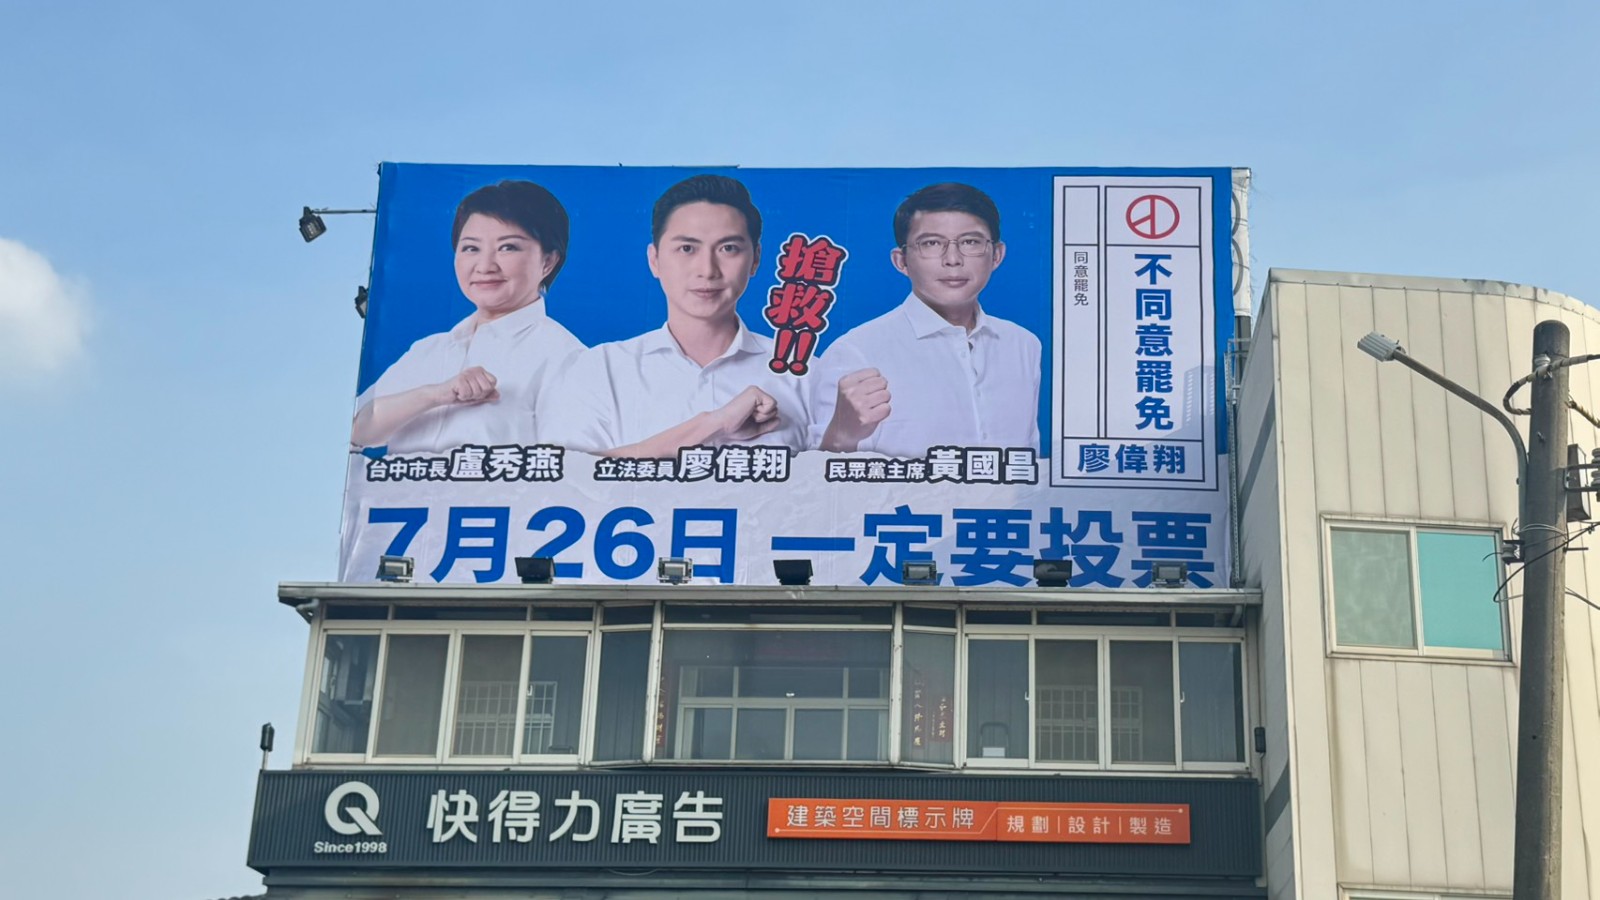 搶救!!
台中市長 盧秀燕
立法委員 廖偉翔
民眾黨主席 黃國昌
同意罷免
不同意罷免
廖偉翔
7月26日 一定要投票
Q
Since1998
快得力廣告
建築空間標示牌
規劃|設計|製造